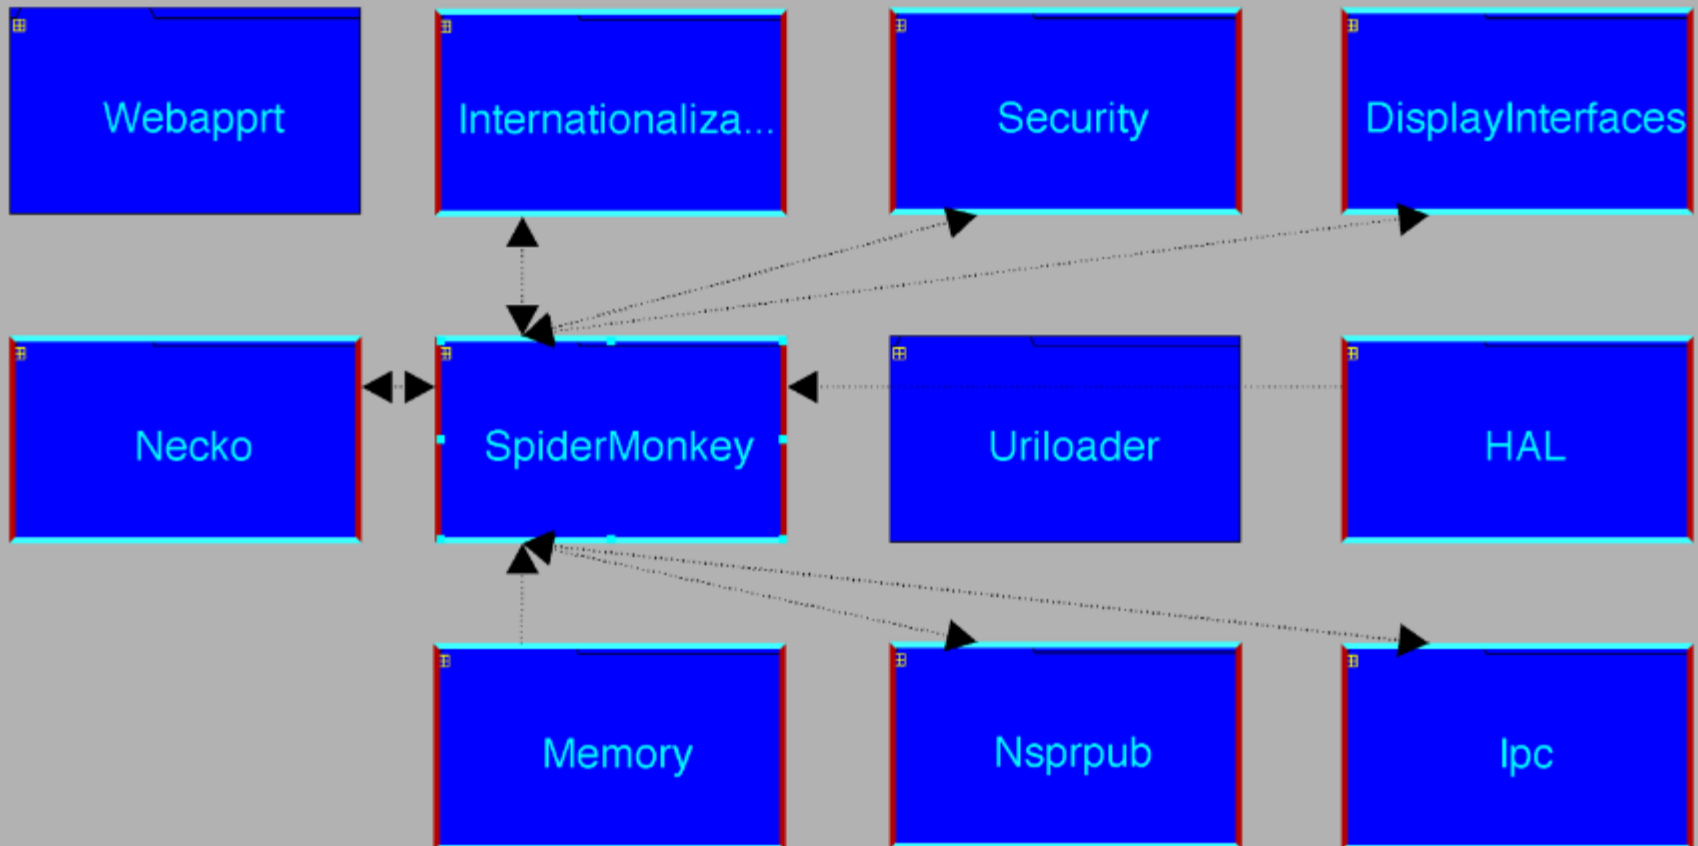 Webapprt
Internationaliza...
Security
DisplayInterfaces
Necko
SpiderMonkey
Uriloader
HAL
Memory
Nsprpub
Ipc